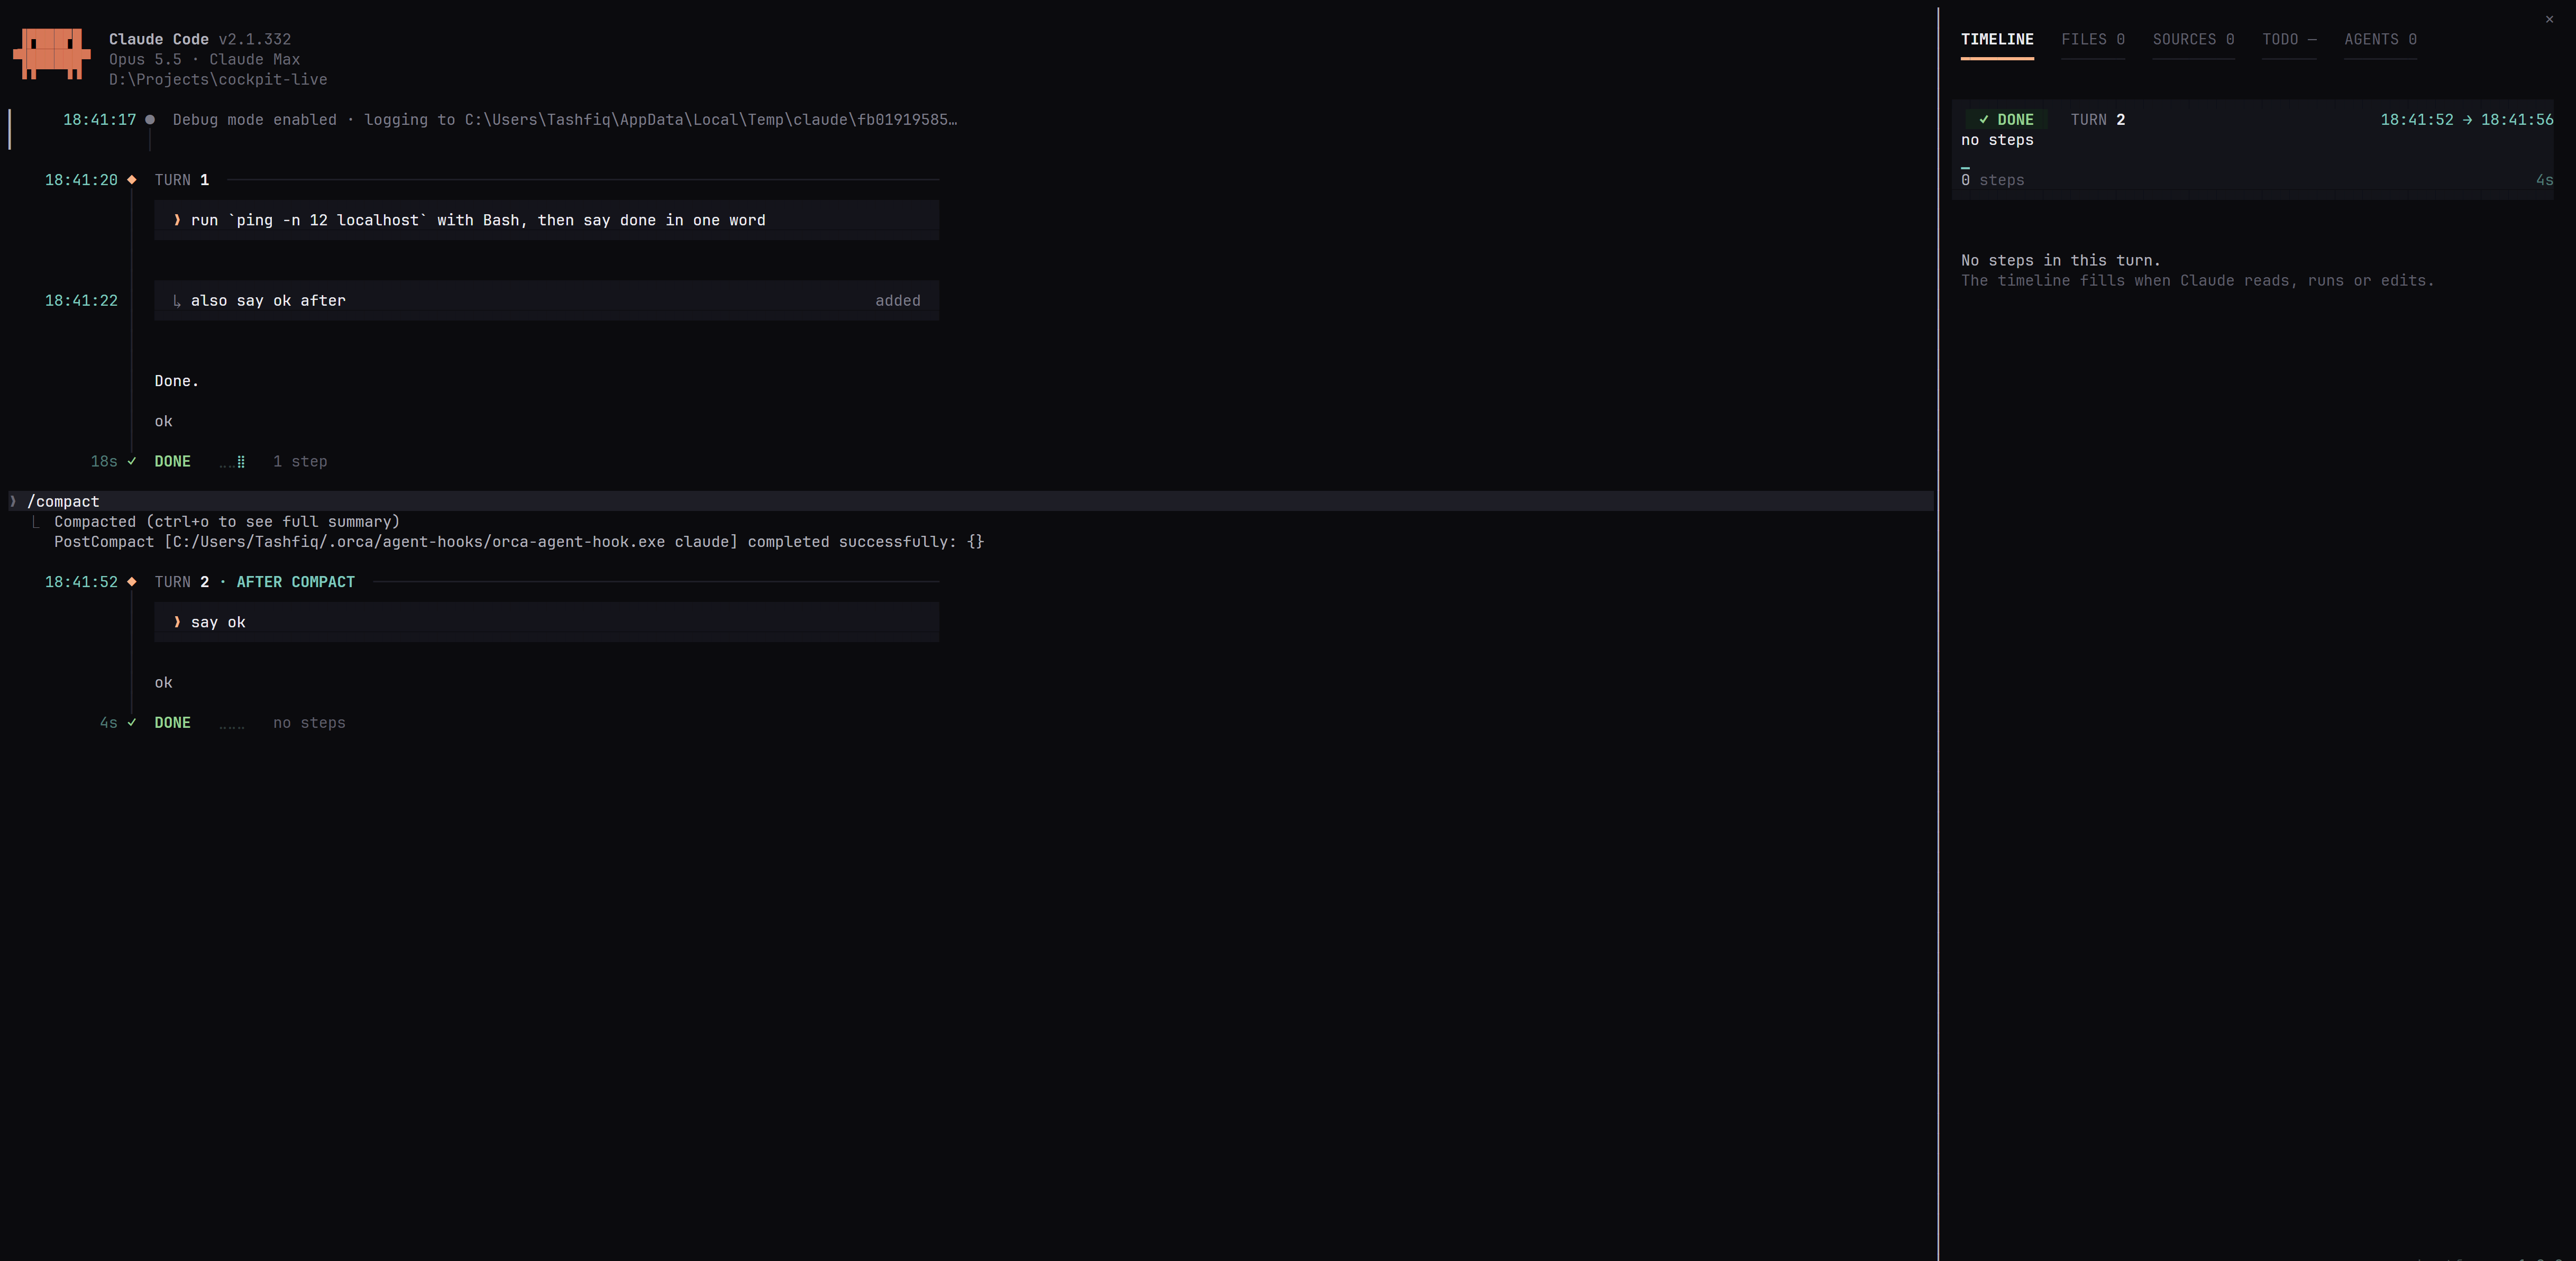 Claude Code v2.1.332
Opus 5.5 · Claude Max
D:\Projects\cockpit-live
18:41:17 ● Debug mode enabled · logging to C:\Users\Tashfiq\AppData\Local\Temp\claude\fb01919585…
18:41:20 ◆ TURN 1
❱ run `ping -n 12 localhost` with Bash, then say done in one word
18:41:22 ↳ also say ok after added
Done.
ok
18s ✓ DONE 1 step
❱ /compact
⎿ Compacted (ctrl+o to see full summary)
PostCompact [C:/Users/Tashfiq/.orca/agent-hooks/orca-agent-hook.exe claude] completed successfully: {}
18:41:52 ◆ TURN 2 · AFTER COMPACT
❱ say ok
ok
4s ✓ DONE no steps
×
TIMELINE FILES 0 SOURCES 0 TODO — AGENTS 0
✓ DONE TURN 2 18:41:52 → 18:41:56
no steps
0 steps 4s
No steps in this turn.
The timeline fills when Claude reads, runs or edits.